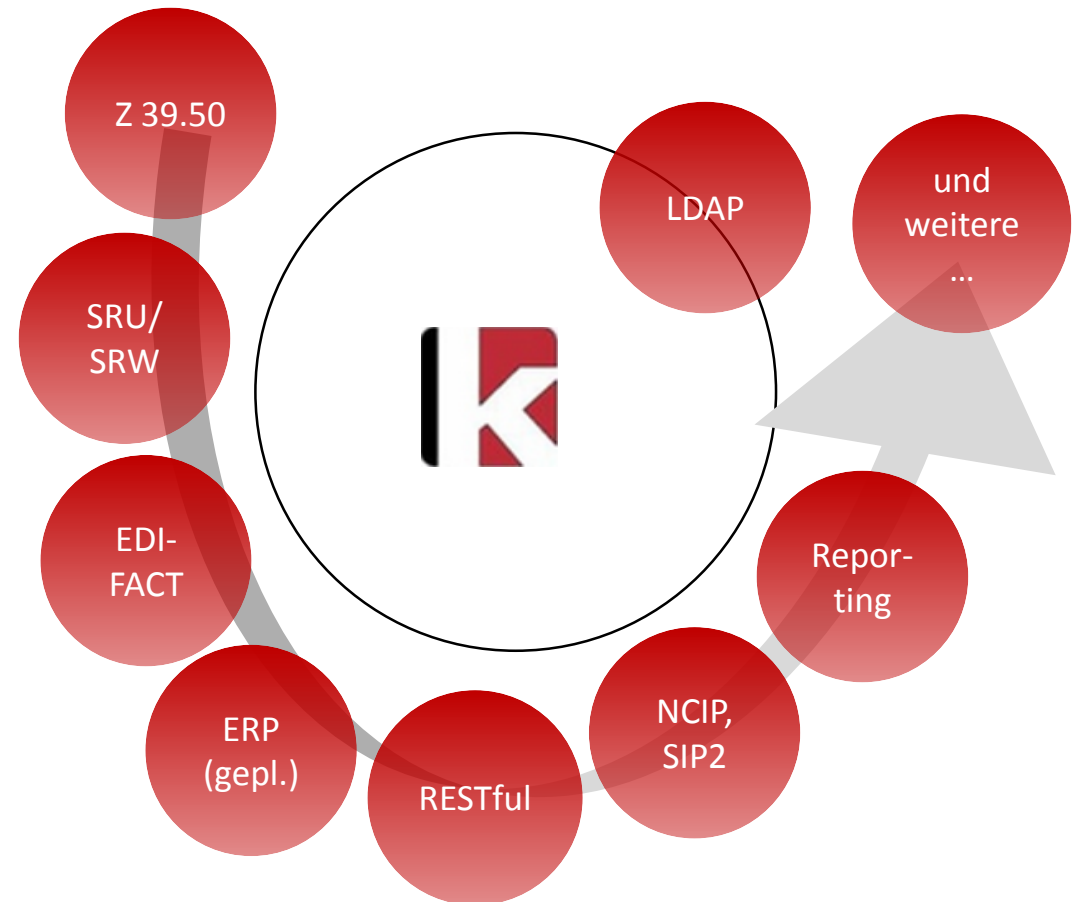 Z 39.50
SRU/
SRW
EDI-
FACT
ERP
(gepl.)
RESTful
NCIP,
SIP2
Repor-
ting
LDAP
und
weitere
...
k